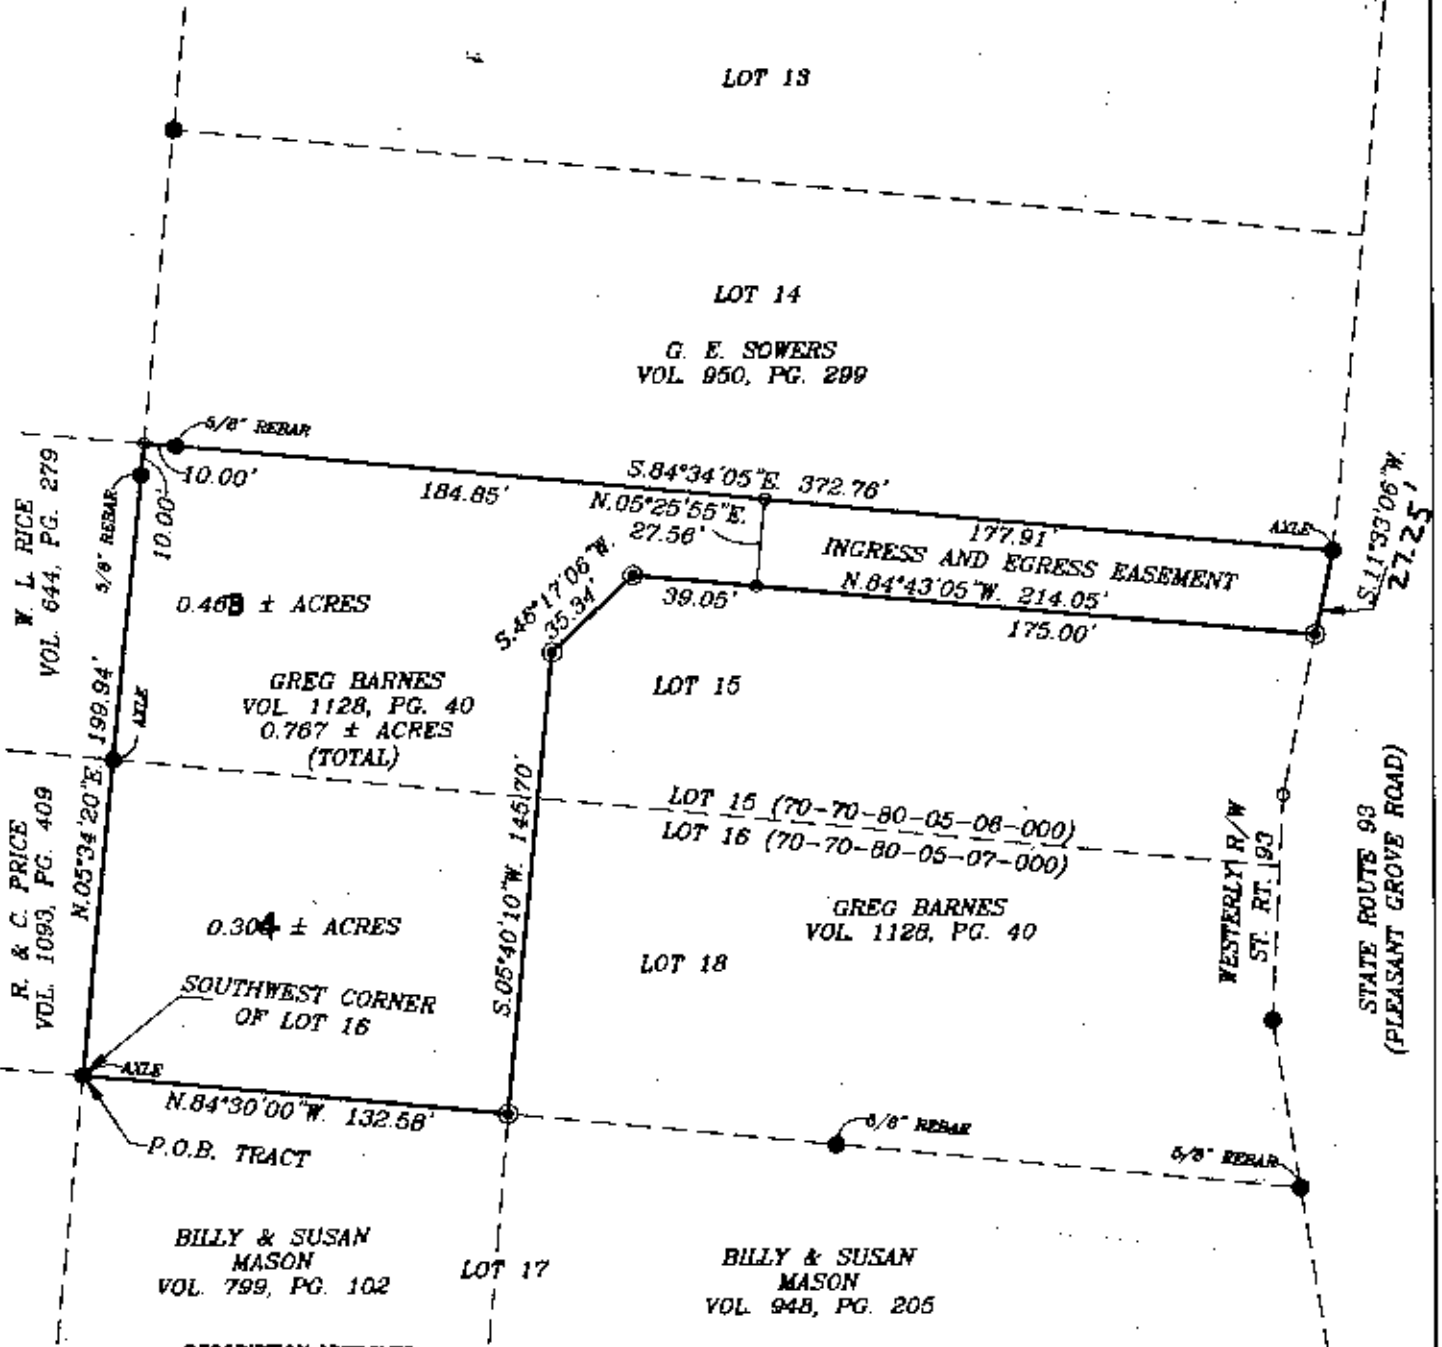 LOT 13
LOT 14
G. E. SOWERS
VOL. 950, PG. 299
5/8" REBAR
10.00'
184.85'
S.84°34'05"E. 372.76'
N.05°25'55"E.
27.56'
177.91'
AXLE
INGRESS AND EGRESS EASEMENT
N.84°43'05"W. 214.05'
175.00'
S.11°33'06"W.
27.25'
W. L. RICE
VOL. 644, PG. 279
5/8" REBAR
10.00'
S.46°17'06"W.
35.34'
39.05'
0.463 ± ACRES
GREG BARNES
VOL. 1128, PG. 40
0.767 ± ACRES
(TOTAL)
LOT 15
N.05°34'20"E. 199.94'
AXLE
R. & C. PRICE
VOL. 1093, PG. 409
S.05°40'10"W. 145.70'
LOT 15 (70-70-80-05-06-000)
LOT 16 (70-70-80-05-07-000)
GREG BARNES
VOL. 1128, PG. 40
WESTERLY R/W
ST. RT. 93
STATE ROUTE 93
(PLEASANT GROVE ROAD)
0.304 ± ACRES
LOT 18
SOUTHWEST CORNER
OF LOT 16
AXLE
N.84°30'00"W. 132.58'
P.O.B. TRACT
5/8" REBAR
5/8" REBAR
BILLY & SUSAN
MASON
VOL. 799, PG. 102
LOT 17
BILLY & SUSAN
MASON
VOL. 948, PG. 205